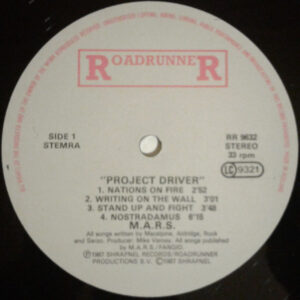 ROADRUNNER
SIDE 1
STEMRA
RR 9632
STEREO
33 rpm
LC 9321
"PROJECT DRIVER"
1. NATIONS ON FIRE 2'52
2. WRITING ON THE WALL 3'01
3. STAND UP AND FIGHT 3'48
4. NOSTRADAMUS 6'15
M.A.R.S.
All songs written by Macalpine, Aldridge, Rock
and Sarzo. Producer: Mike Varney. All songs published
by M.A.R.S./FANGIO.
℗1987 SHRAPNEL RECORDS/ROADRUNNER
PRODUCTIONS B.V. ©1987 SHRAPNEL